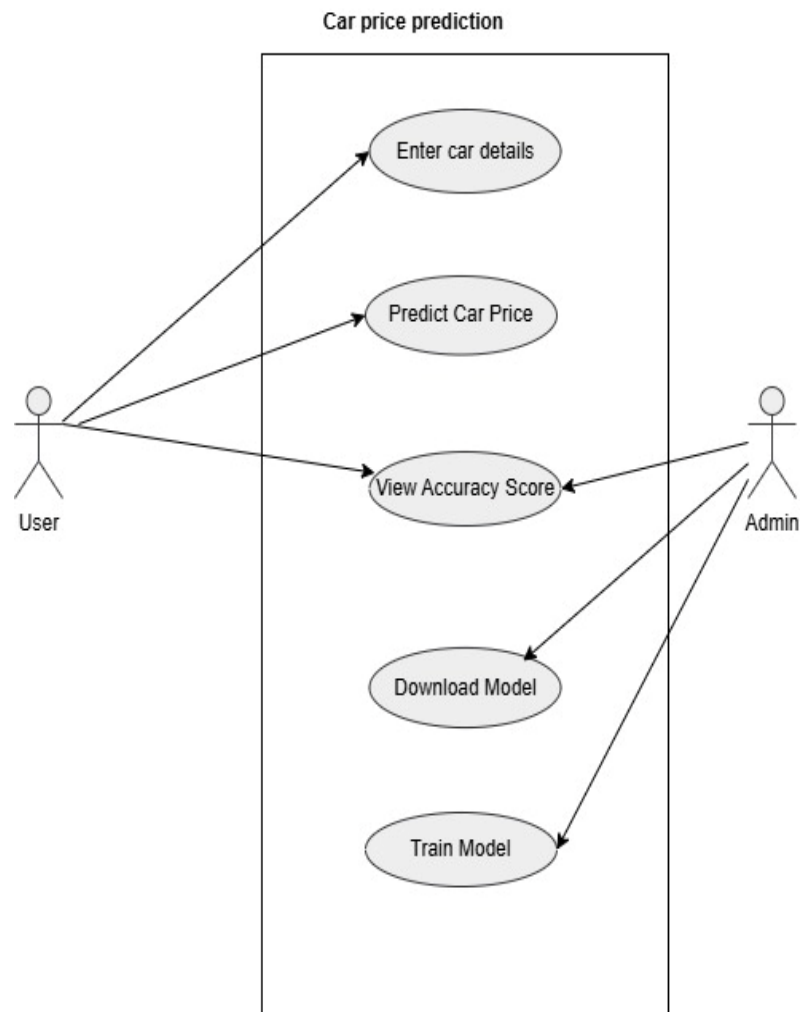 Car price prediction
Enter car details
Predict Car Price
View Accuracy Score
User
Admin
Download Model
Train Model